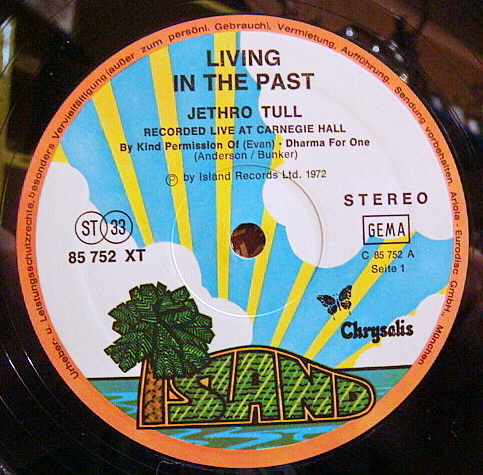 Urheber- u. Leistungsschutzrechte, besonders Vervielfältigung (außer zum persönl. Gebrauch), Vermietung, Aufführung, Sendung vorbehalten. Ariola-Eurodisc GmbH, München
LIVING
IN THE PAST
JETHRO TULL
RECORDED LIVE AT CARNEGIE HALL
By Kind Permission Of (Evan) · Dharma For One
(Anderson / Bunker)
℗ by Island Records Ltd. 1972
STEREO
ST 33
GEMA
85 752 XT
C 85 752 A
Seite 1
Chrysalis
ISLAND